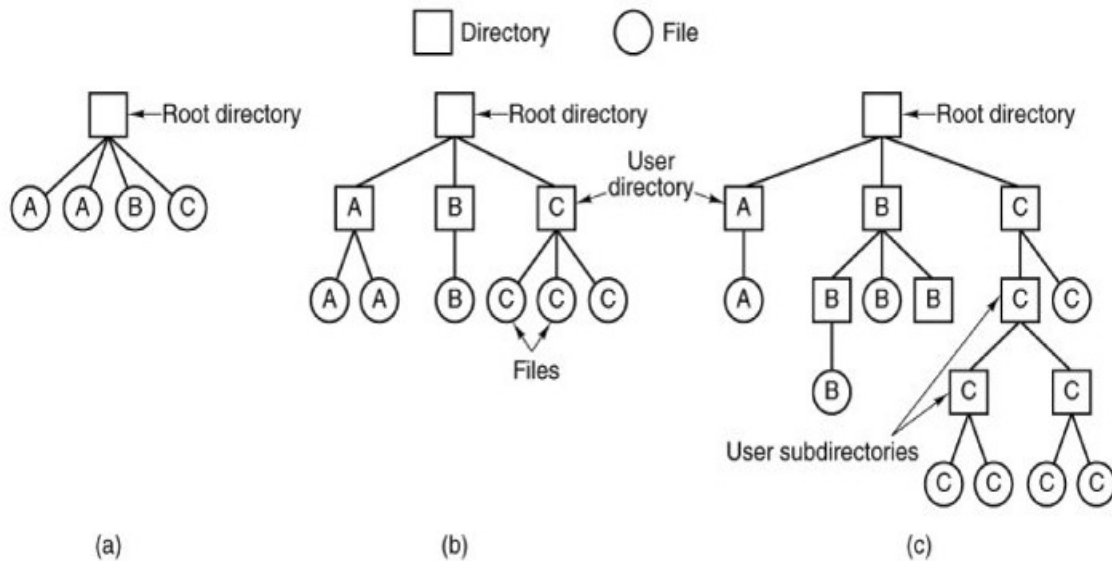 Directory File
Root directory Root directory Root directory
User
directory
A A B C A B C A B C
A A B C C C A B B B C C
Files
B C C
User subdirectories
C C C C
(a) (b) (c)